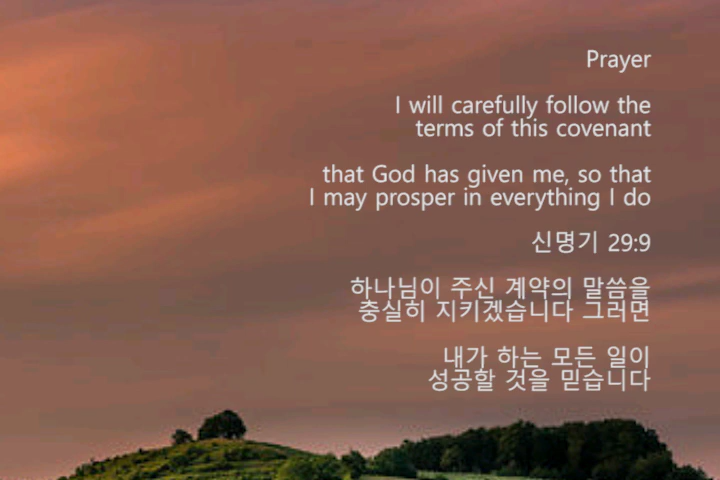 Prayer
I will carefully follow the
terms of this covenant
that God has given me, so that
I may prosper in everything I do
신명기 29:9
하나님이 주신 계약의 말씀을
충실히 지키겠습니다 그러면
내가 하는 모든 일이
성공할 것을 믿습니다